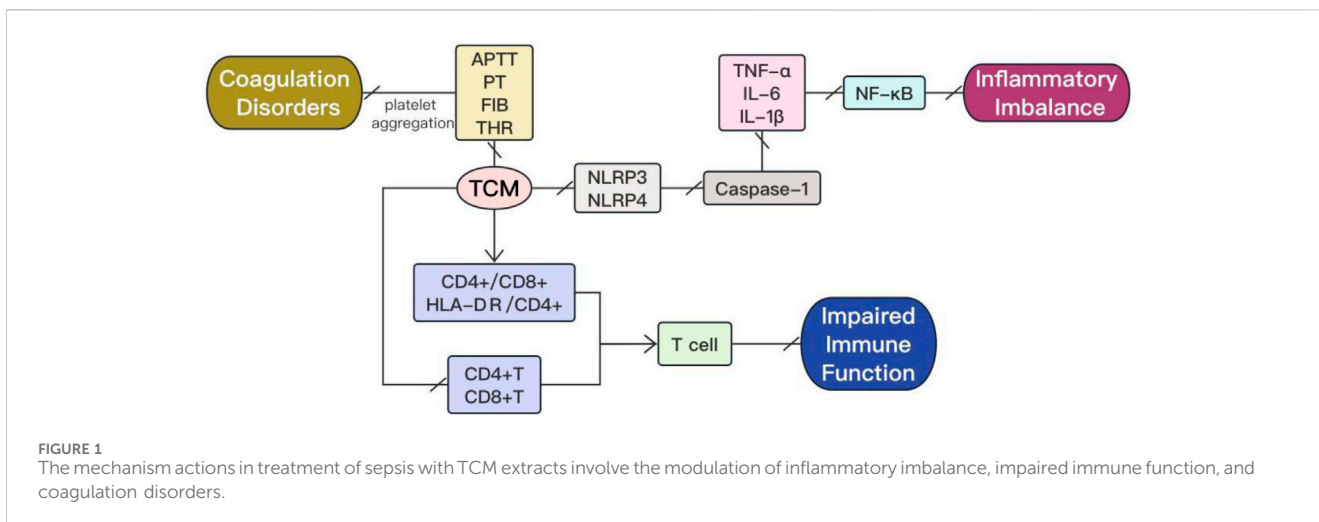 Coagulation
Disorders
platelet
aggregation
APTT
PT
FIB
THR
TNF-α
IL-6
IL-1β
NF-κB
Inflammatory
Imbalance
TCM
NLRP3
NLRP4
Caspase-1
CD4+/CD8+
HLA-DR/CD4+
CD4+T
CD8+T
T cell
Impaired
Immune
Function
FIGURE 1
The mechanism actions in treatment of sepsis with TCM extracts involve the modulation of inflammatory imbalance, impaired immune function, and
coagulation disorders.